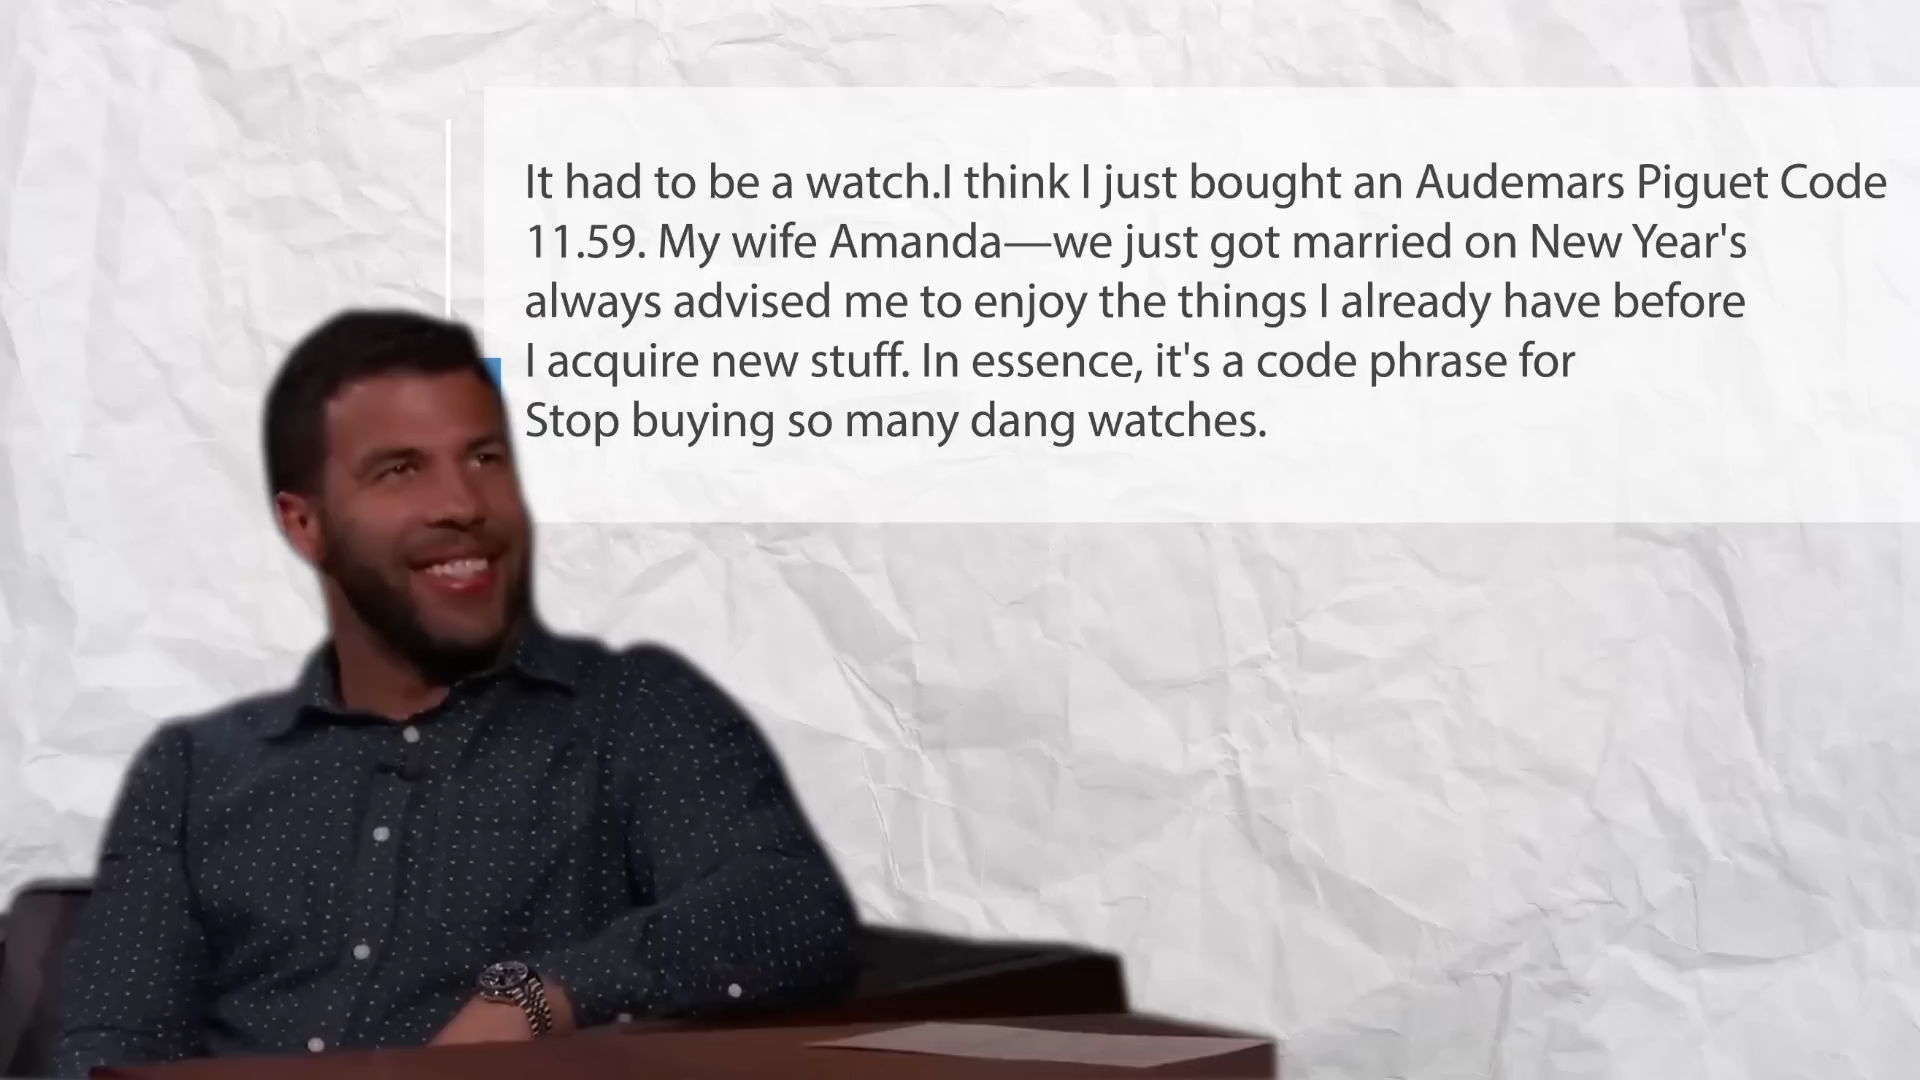 It had to be a watch.I think I just bought an Audemars Piguet Code
11.59. My wife Amanda—we just got married on New Year's
always advised me to enjoy the things I already have before
I acquire new stuff. In essence, it's a code phrase for
Stop buying so many dang watches.